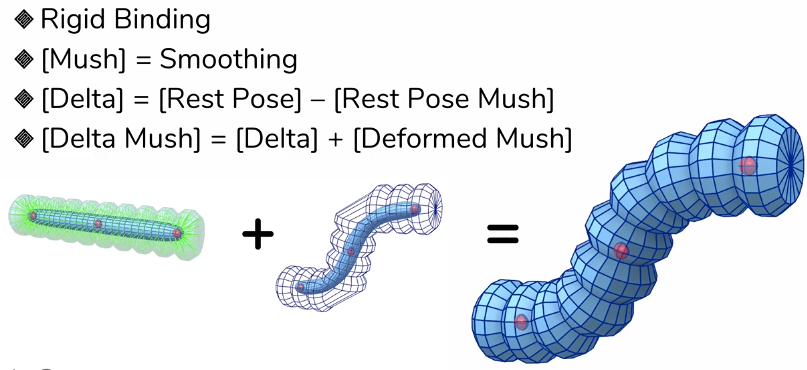 Rigid Binding
[Mush] = Smoothing
[Delta] = [Rest Pose] – [Rest Pose Mush]
[Delta Mush] = [Delta] + [Deformed Mush]
+ =